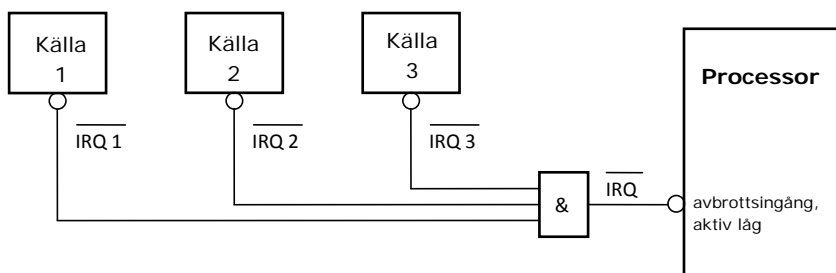 Källa
1
Källa
2
Källa
3
Processor
IRQ 1
IRQ 2
IRQ 3
&
IRQ
avbrottsingång,
aktiv låg